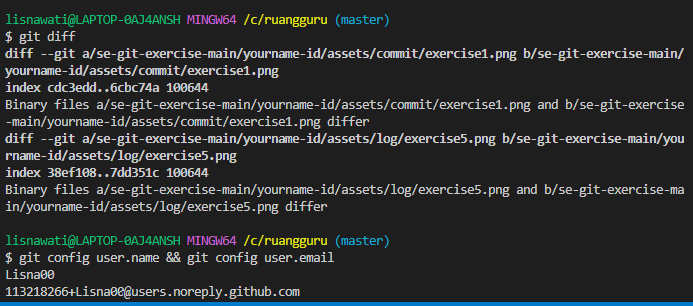 lisnawati@LAPTOP-0AJ4ANSH MINGW64 /c/ruangguru (master)
$ git diff
diff --git a/se-git-exercise-main/yourname-id/assets/commit/exercise1.png b/se-git-exercise-main/
yourname-id/assets/commit/exercise1.png
index cdc3edd..6cbc74a 100644
Binary files a/se-git-exercise-main/yourname-id/assets/commit/exercise1.png and b/se-git-exercise
-main/yourname-id/assets/commit/exercise1.png differ
diff --git a/se-git-exercise-main/yourname-id/assets/log/exercise5.png b/se-git-exercise-main/you
rname-id/assets/log/exercise5.png
index 38ef108..7dd351c 100644
Binary files a/se-git-exercise-main/yourname-id/assets/log/exercise5.png and b/se-git-exercise-ma
in/yourname-id/assets/log/exercise5.png differ
lisnawati@LAPTOP-0AJ4ANSH MINGW64 /c/ruangguru (master)
$ git config user.name && git config user.email
Lisna00
113218266+Lisna00@users.noreply.github.com